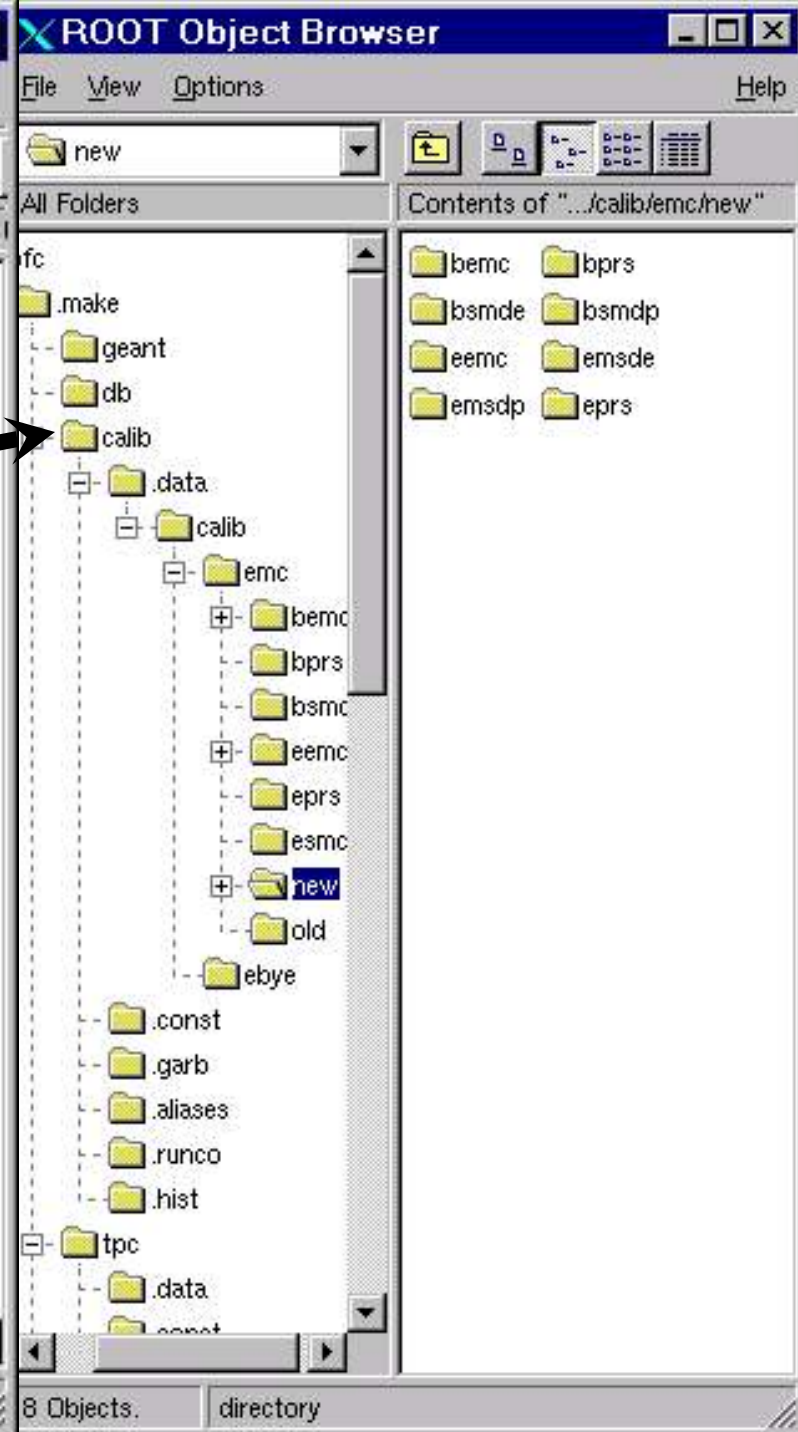 ROOT Object Browser
File View Options Help
new
All Folders
Contents of ".../calib/emc/new"
.make
geant
db
calib
.data
calib
emc
bemc
bprs
bsmc
eemc
eprs
esmc
new
old
ebye
.const
.garb
.aliases
.runco
.hist
tpc
.data
.const
bemc bprs
bsmde bsmdp
eemc emsde
emsdp eprs
8 Objects. directory